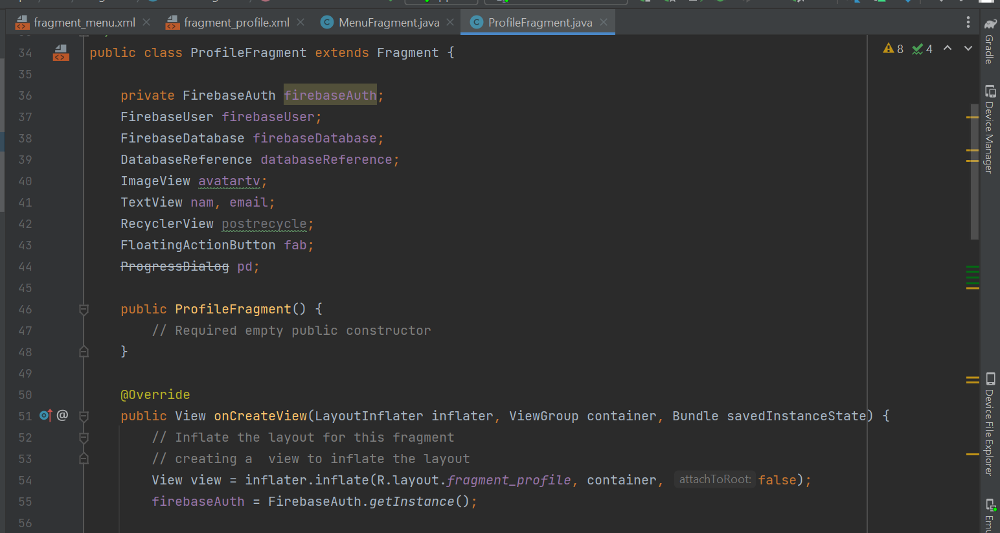 fragment_menu.xml fragment_profile.xml MenuFragment.java ProfileFragment.java
34 public class ProfileFragment extends Fragment { 8 4
35
36 private FirebaseAuth firebaseAuth;
37 FirebaseUser firebaseUser;
38 FirebaseDatabase firebaseDatabase;
39 DatabaseReference databaseReference;
40 ImageView avatartv;
41 TextView nam, email;
42 RecyclerView postrecycle;
43 FloatingActionButton fab;
44 ProgressDialog pd;
45
46 public ProfileFragment() {
47 // Required empty public constructor
48 }
49
50 @Override
51 @ public View onCreateView(LayoutInflater inflater, ViewGroup container, Bundle savedInstanceState) {
52 // Inflate the layout for this fragment
53 // creating a  view to inflate the layout
54 View view = inflater.inflate(R.layout.fragment_profile, container, attachToRoot: false);
55 firebaseAuth = FirebaseAuth.getInstance();
56
Gradle
Device Manager
Device File Explorer
Emu